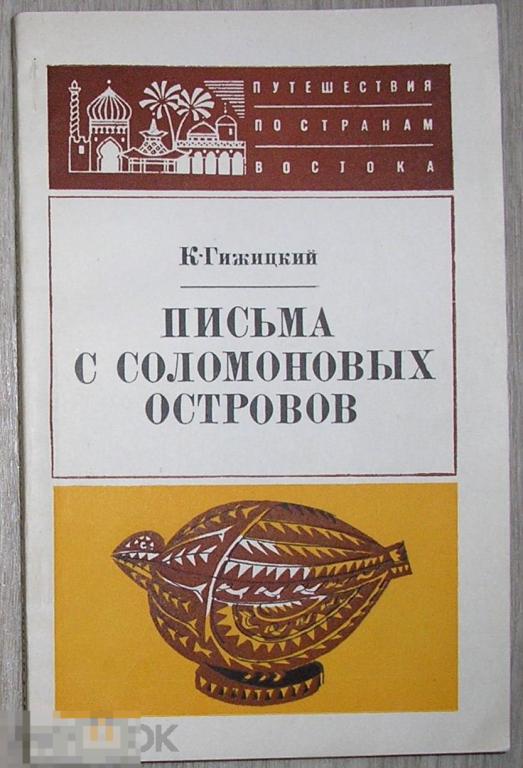 ПУТЕШЕСТВИЯ
ПО СТРАНАМ
ВОСТОКА
К·Гижицкий
ПИСЬМА
С СОЛОМОНОВЫХ
ОСТРОВОВ